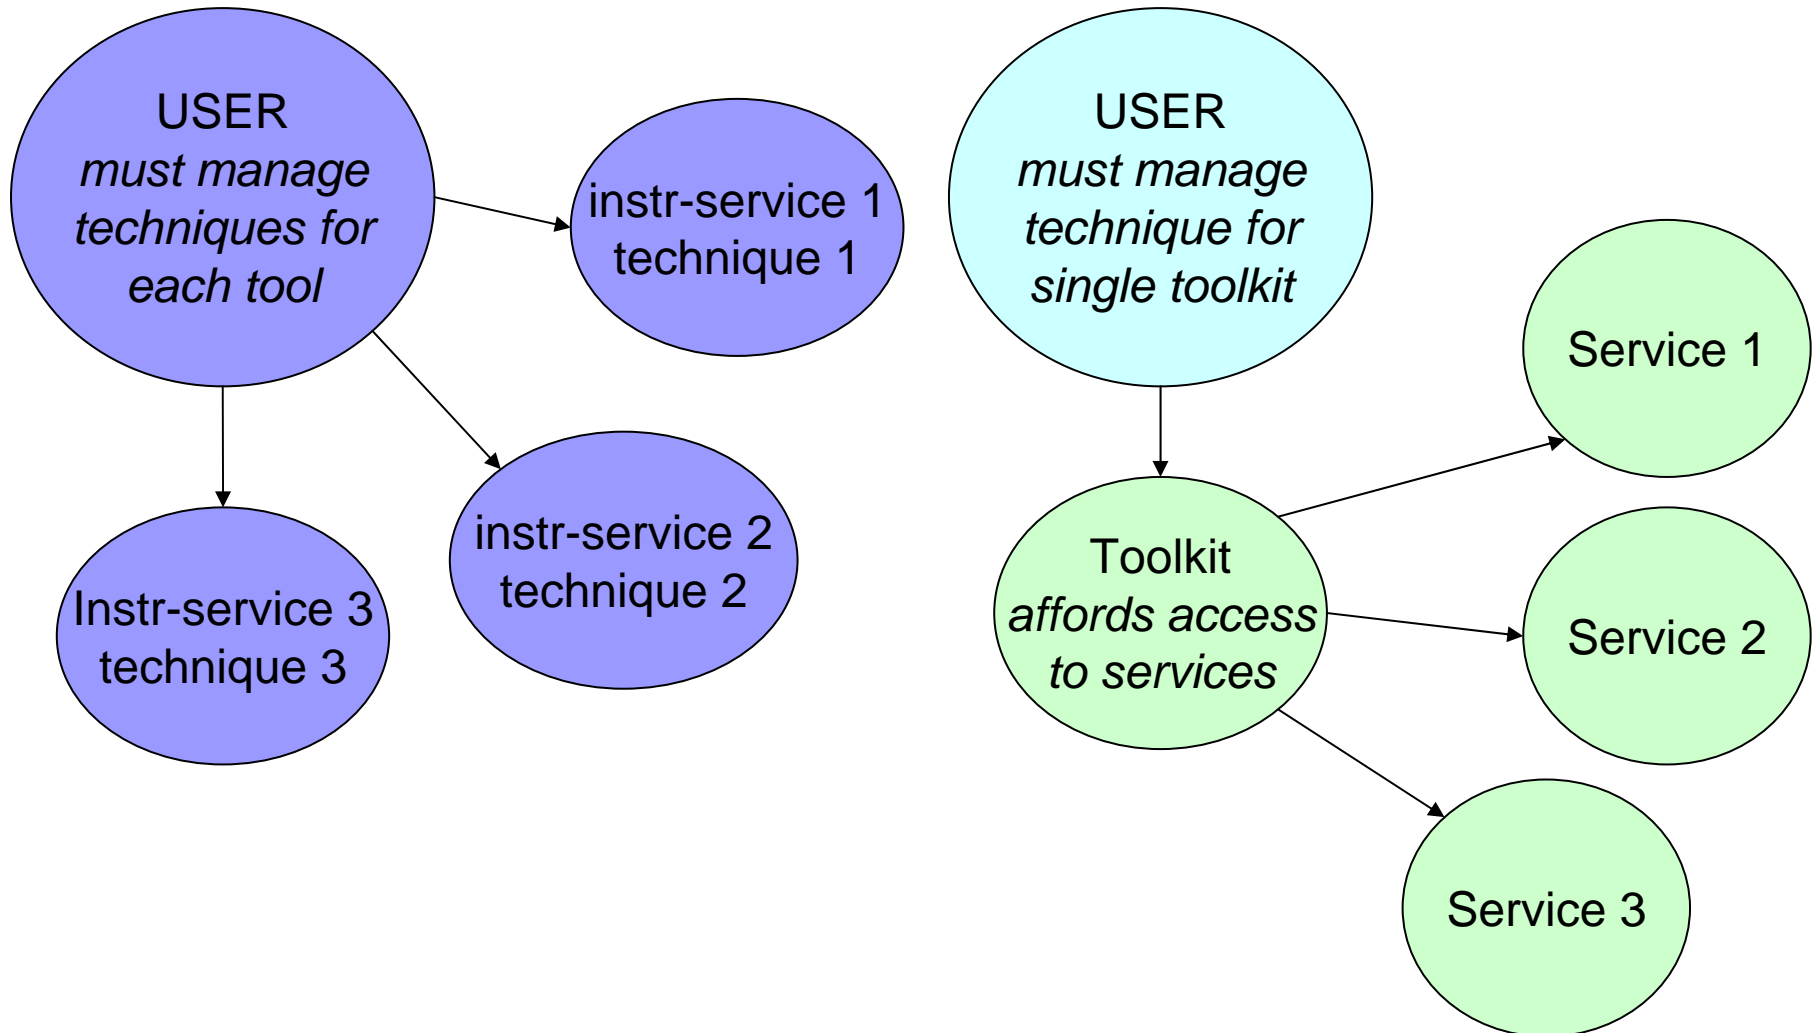 USER
must manage
techniques for
each tool
instr-service 1
technique 1
instr-service 2
technique 2
Instr-service 3
technique 3
USER
must manage
technique for
single toolkit
Toolkit
affords access
to services
Service 1
Service 2
Service 3